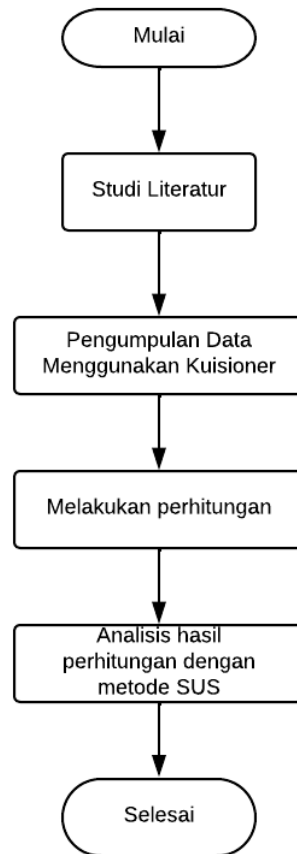 Mulai
Studi Literatur
Pengumpulan Data
Menggunakan Kuisioner
Melakukan perhitungan
Analisis hasil
perhitungan dengan
metode SUS
Selesai